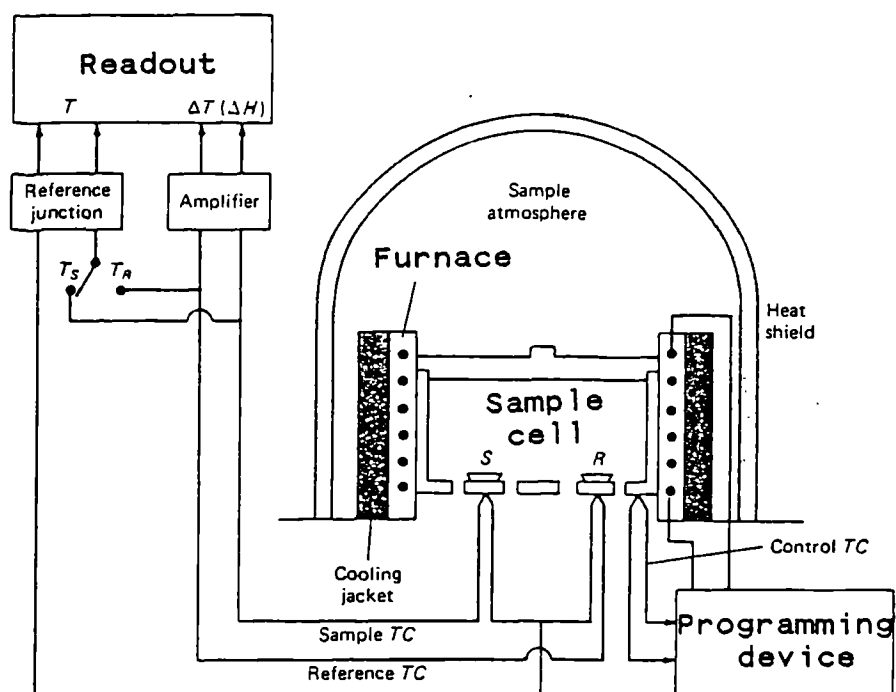 Readout
T ΔT (ΔH)
Reference
junction
Amplifier
Sample
atmosphere
T_S T_R
Furnace
Heat
shield
Sample
cell
S R
Control TC
Cooling
jacket
Sample TC
Programming
device
Reference TC